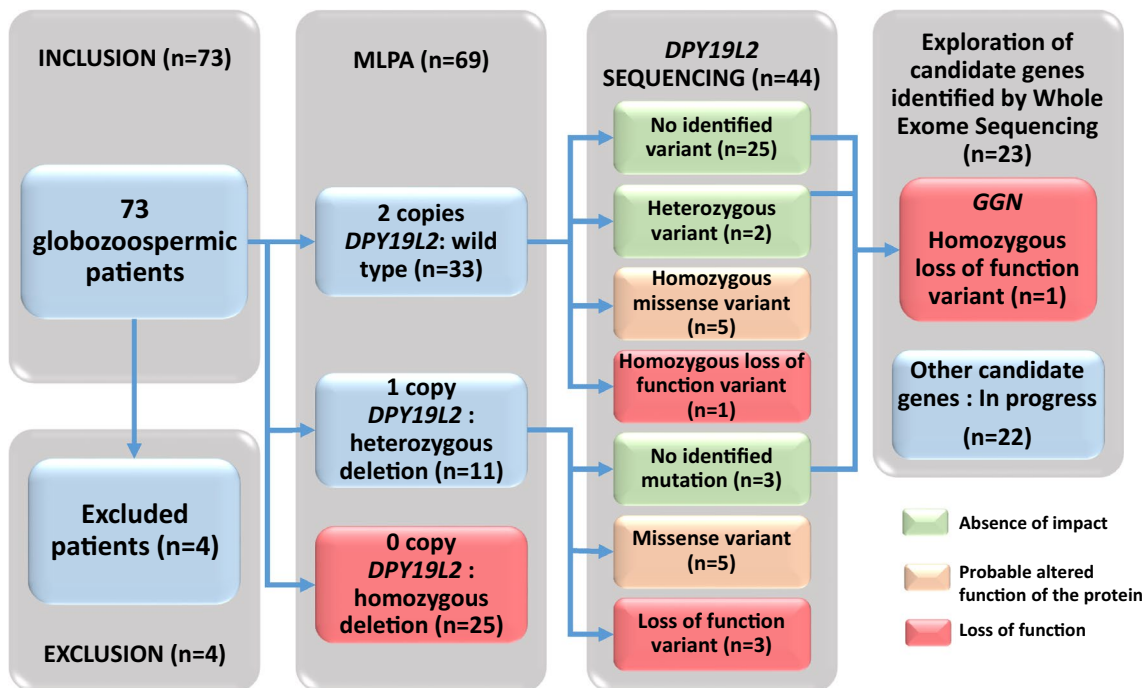 INCLUSION (n=73)
73
globozoospermic
patients
Excluded
patients (n=4)
EXCLUSION (n=4)
MLPA (n=69)
2 copies
DPY19L2: wild
type (n=33)
1 copy
DPY19L2 :
heterozygous
deletion (n=11)
0 copy
DPY19L2 :
homozygous
deletion (n=25)
DPY19L2
SEQUENCING (n=44)
No identified
variant (n=25)
Heterozygous
variant (n=2)
Homozygous
missense variant
(n=5)
Homozygous loss of
function variant
(n=1)
No identified
mutation (n=3)
Missense variant
(n=5)
Loss of function
variant (n=3)
Exploration of
candidate genes
identified by Whole
Exome Sequencing
(n=23)
GGN
Homozygous
loss of function
variant (n=1)
Other candidate
genes : In progress
(n=22)
Absence of impact
Probable altered
function of the protein
Loss of function